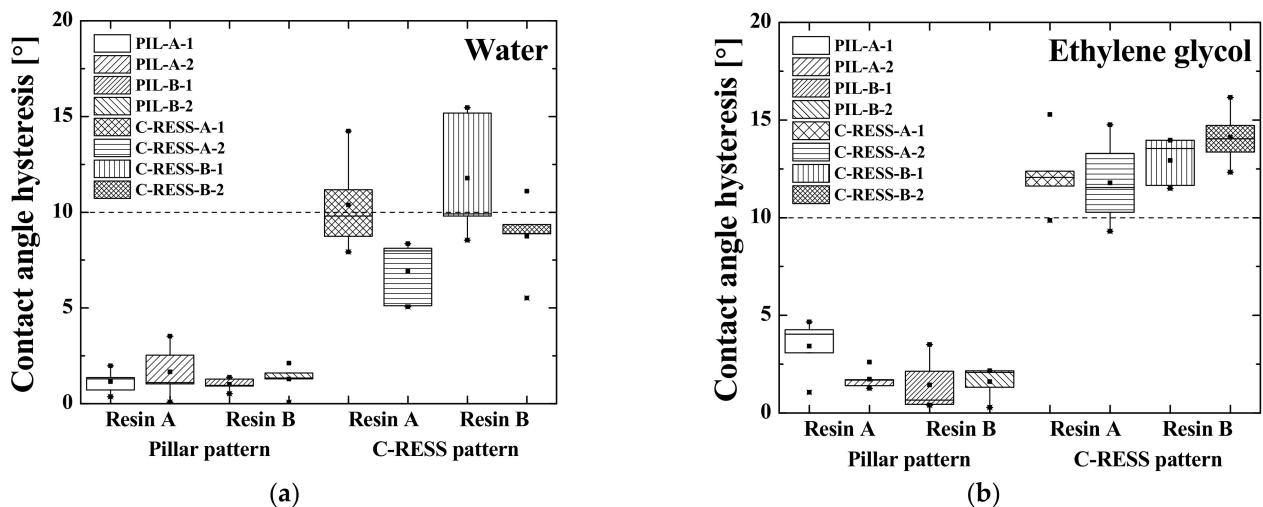 Water
Contact angle hysteresis [°]
20
15
10
5
0
PIL-A-1
PIL-A-2
PIL-B-1
PIL-B-2
C-RESS-A-1
C-RESS-A-2
C-RESS-B-1
C-RESS-B-2
Resin A Resin B Resin A Resin B
Pillar pattern C-RESS pattern
(a)
Ethylene glycol
Contact angle hysteresis [°]
20
15
10
5
0
PIL-A-1
PIL-A-2
PIL-B-1
PIL-B-2
C-RESS-A-1
C-RESS-A-2
C-RESS-B-1
C-RESS-B-2
Resin A Resin B Resin A Resin B
Pillar pattern C-RESS pattern
(b)